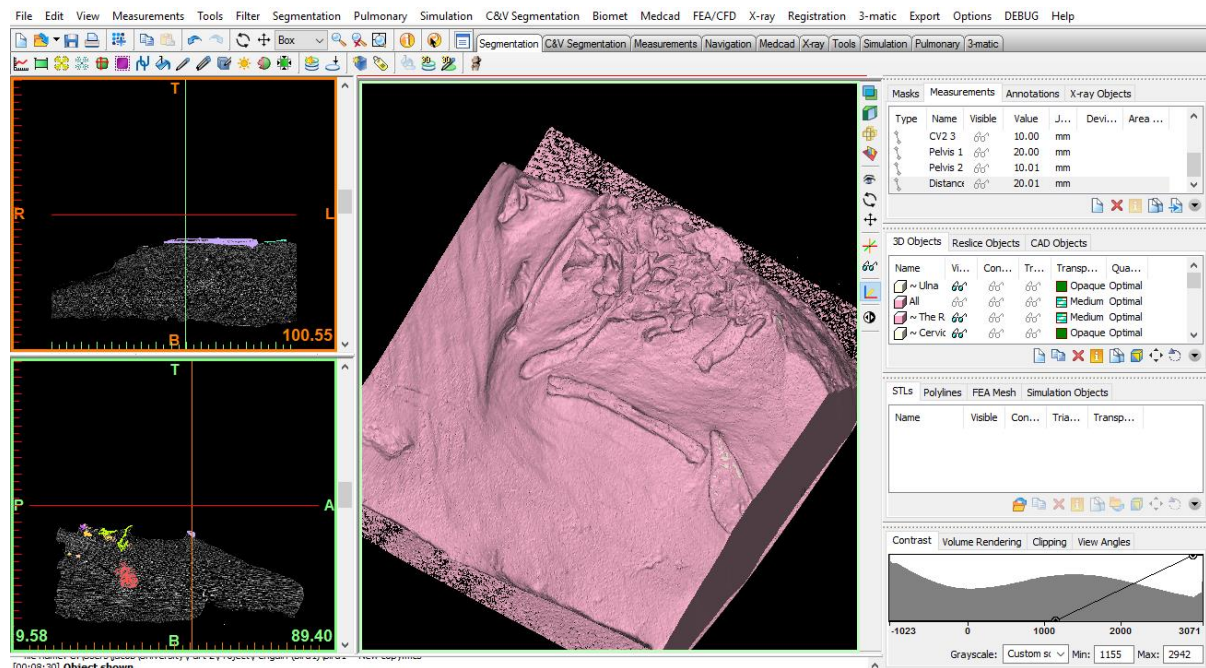 File Edit View Measurements Tools Filter Segmentation Pulmonary Simulation C&V Segmentation Biomet Medcad FEA/CFD X-ray Registration 3-matic Export Options DEBUG Help
Box Segmentation C&V Segmentation Measurements Navigation Medcad X-ray Tools Simulation Pulmonary 3-matic
T
R
L
B
100.55
T
P
A
9.58
B
89.40
[00:08:30] Object shown
Masks Measurements Annotations X-ray Objects
Type Name Visible Value J... Devi... Area ...
CV2 3 10.00 mm
Pelvis 1 20.00 mm
Pelvis 2 10.01 mm
Distance 20.01 mm
3D Objects Reslice Objects CAD Objects
Name Vi... Con... Tr... Transp... Qua...
~ Ulna Opaque Optimal
All Medium Optimal
~ The R Medium Optimal
~ Cervic Opaque Optimal
STLs Polylines FEA Mesh Simulation Objects
Name Visible Con... Tria... Transp...
Contrast Volume Rendering Clipping View Angles
-1023 0 1000 2000 3071
Grayscale: Custom sc Min: 1155 Max: 2942